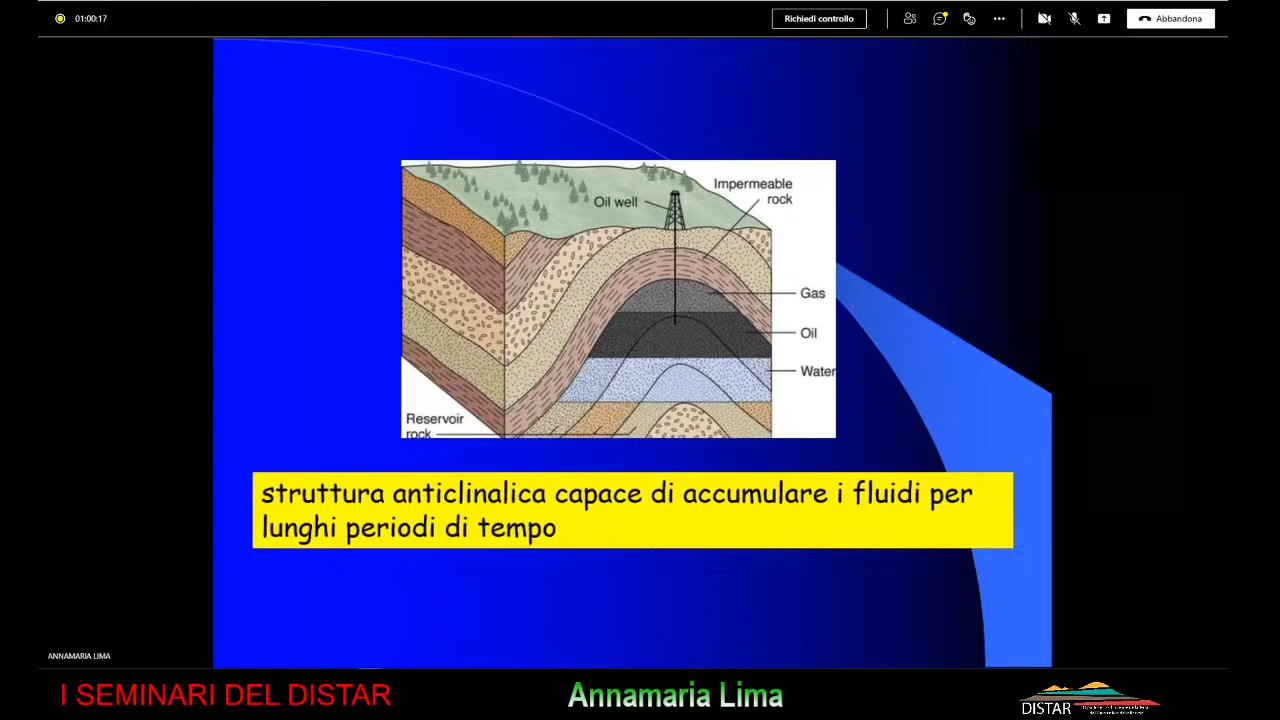 01:00:17
Richiedi controllo
Abbandona
Impermeable
rock
Oil well
Gas
Oil
Water
Reservoir
rock
struttura anticlinalica capace di accumulare i fluidi per
lunghi periodi di tempo
ANNAMARIA LIMA
I SEMINARI DEL DISTAR
Annamaria Lima
DISTAR